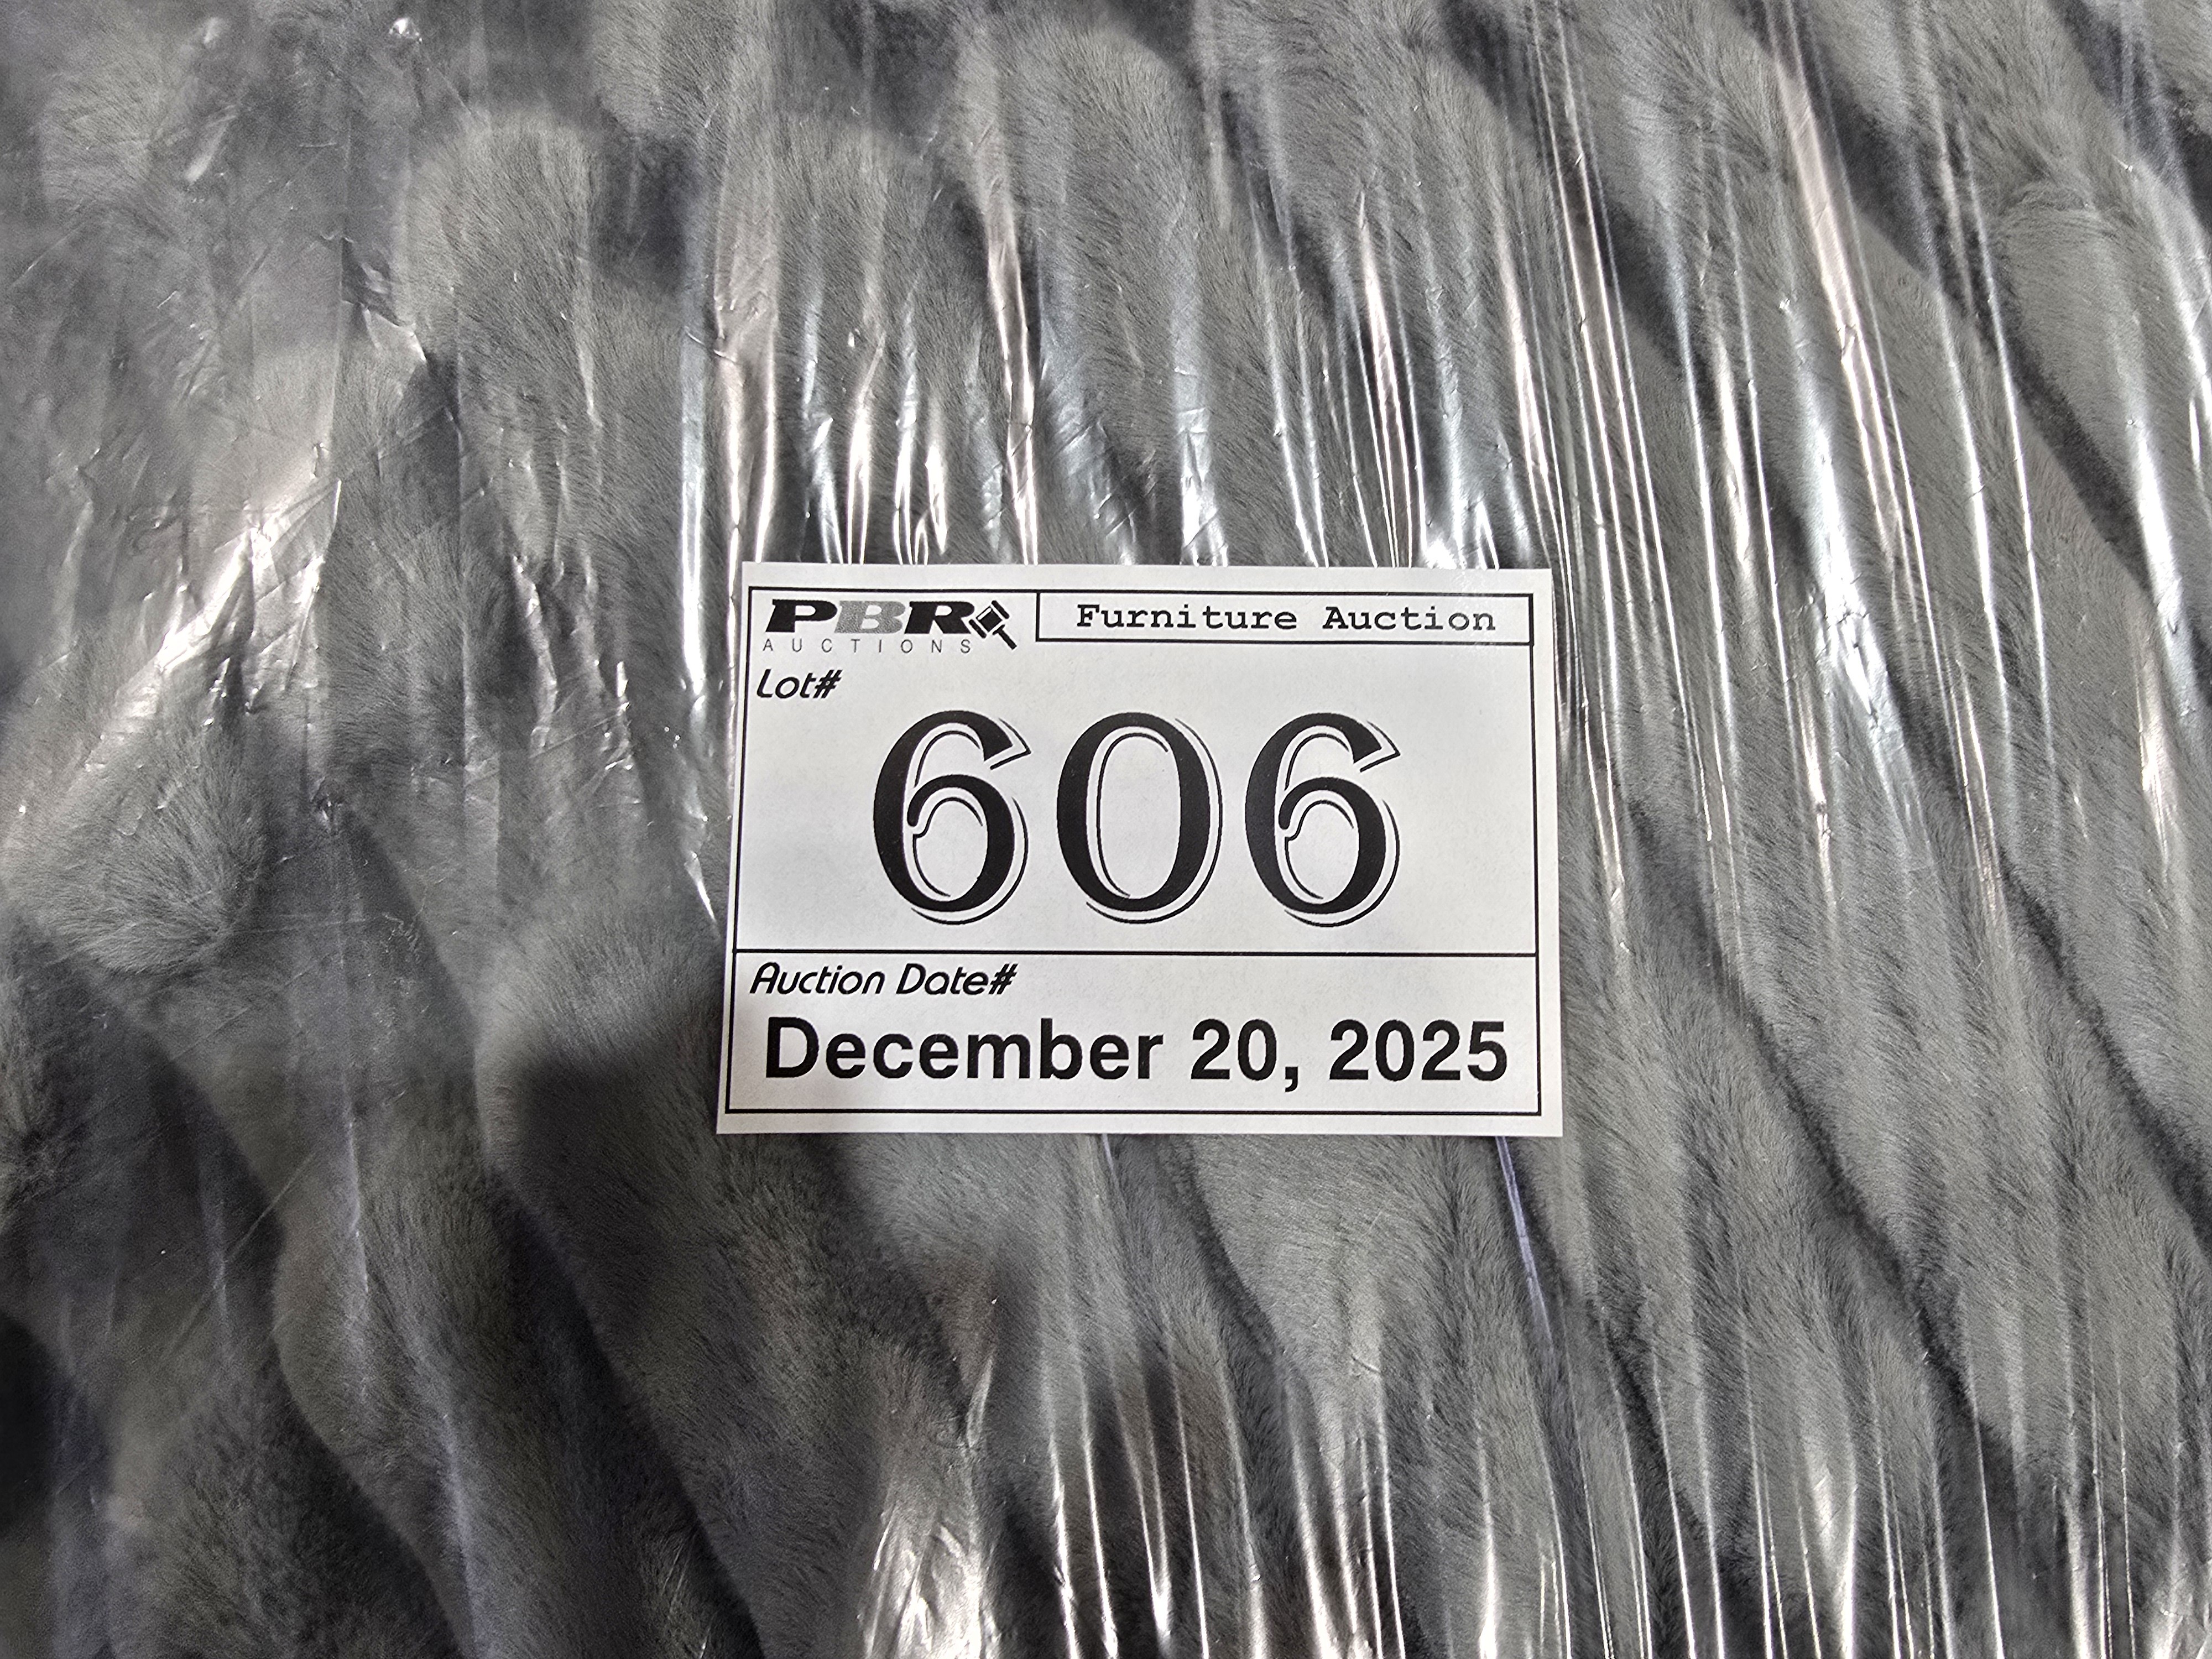 PBR
AUCTIONS
Furniture Auction
Lot#
606
Auction Date#
December 20, 2025